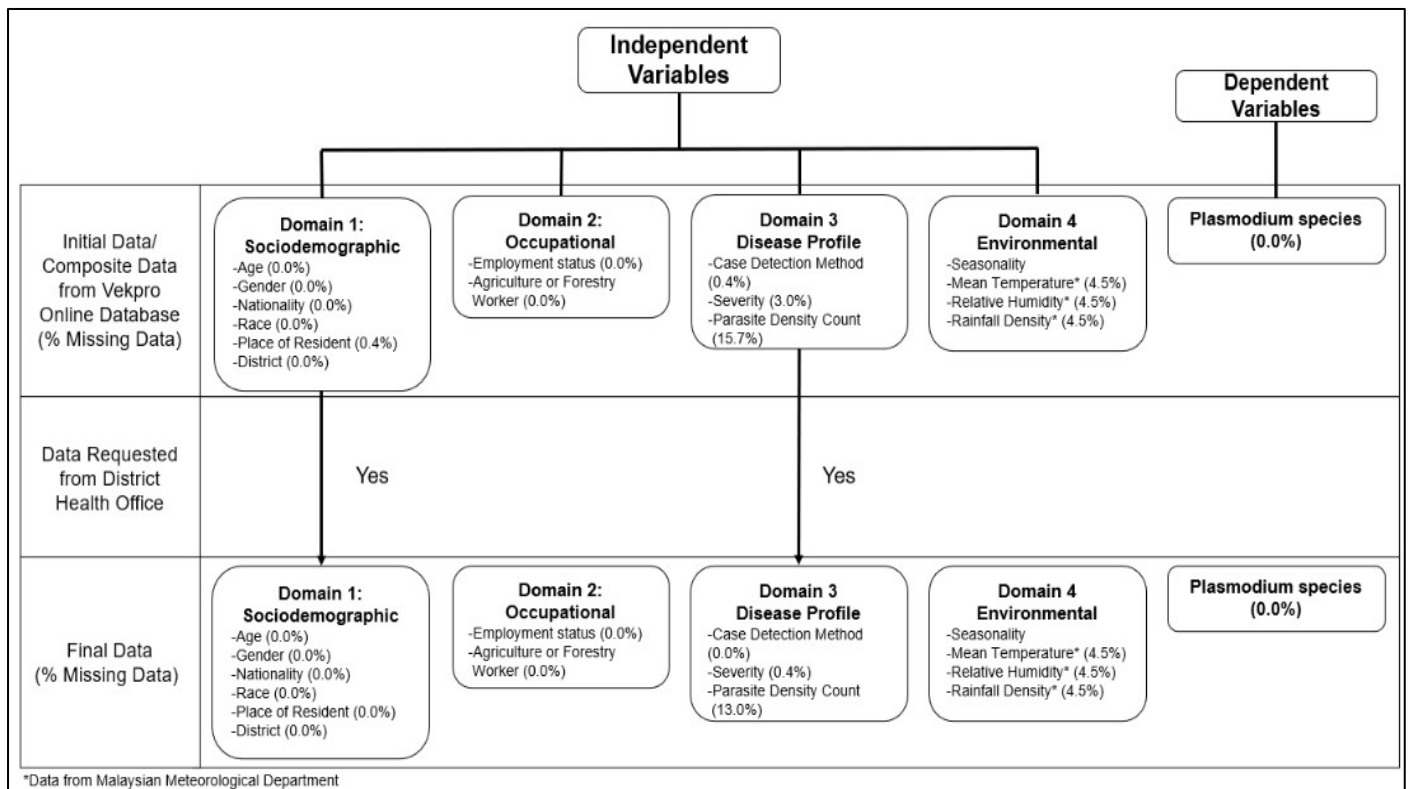 Independent
Variables
Dependent
Variables
Initial Data/
Composite Data
from Vekpro
Online Database
(% Missing Data)
Domain 1:
Sociodemographic
-Age (0.0%)
-Gender (0.0%)
-Nationality (0.0%)
-Race (0.0%)
-Place of Resident (0.4%)
-District (0.0%)
Domain 2:
Occupational
-Employment status (0.0%)
-Agriculture or Forestry
Worker (0.0%)
Domain 3
Disease Profile
-Case Detection Method
(0.4%)
-Severity (3.0%)
-Parasite Density Count
(15.7%)
Domain 4
Environmental
-Seasonality
-Mean Temperature* (4.5%)
-Relative Humidity* (4.5%)
-Rainfall Density* (4.5%)
Plasmodium species
(0.0%)
Data Requested
from District
Health Office
Yes
Yes
Final Data
(% Missing Data)
Domain 1:
Sociodemographic
-Age (0.0%)
-Gender (0.0%)
-Nationality (0.0%)
-Race (0.0%)
-Place of Resident (0.0%)
-District (0.0%)
Domain 2:
Occupational
-Employment status (0.0%)
-Agriculture or Forestry
Worker (0.0%)
Domain 3
Disease Profile
-Case Detection Method
(0.0%)
-Severity (0.4%)
-Parasite Density Count
(13.0%)
Domain 4
Environmental
-Seasonality
-Mean Temperature* (4.5%)
-Relative Humidity* (4.5%)
-Rainfall Density* (4.5%)
Plasmodium species
(0.0%)
*Data from Malaysian Meteorological Department